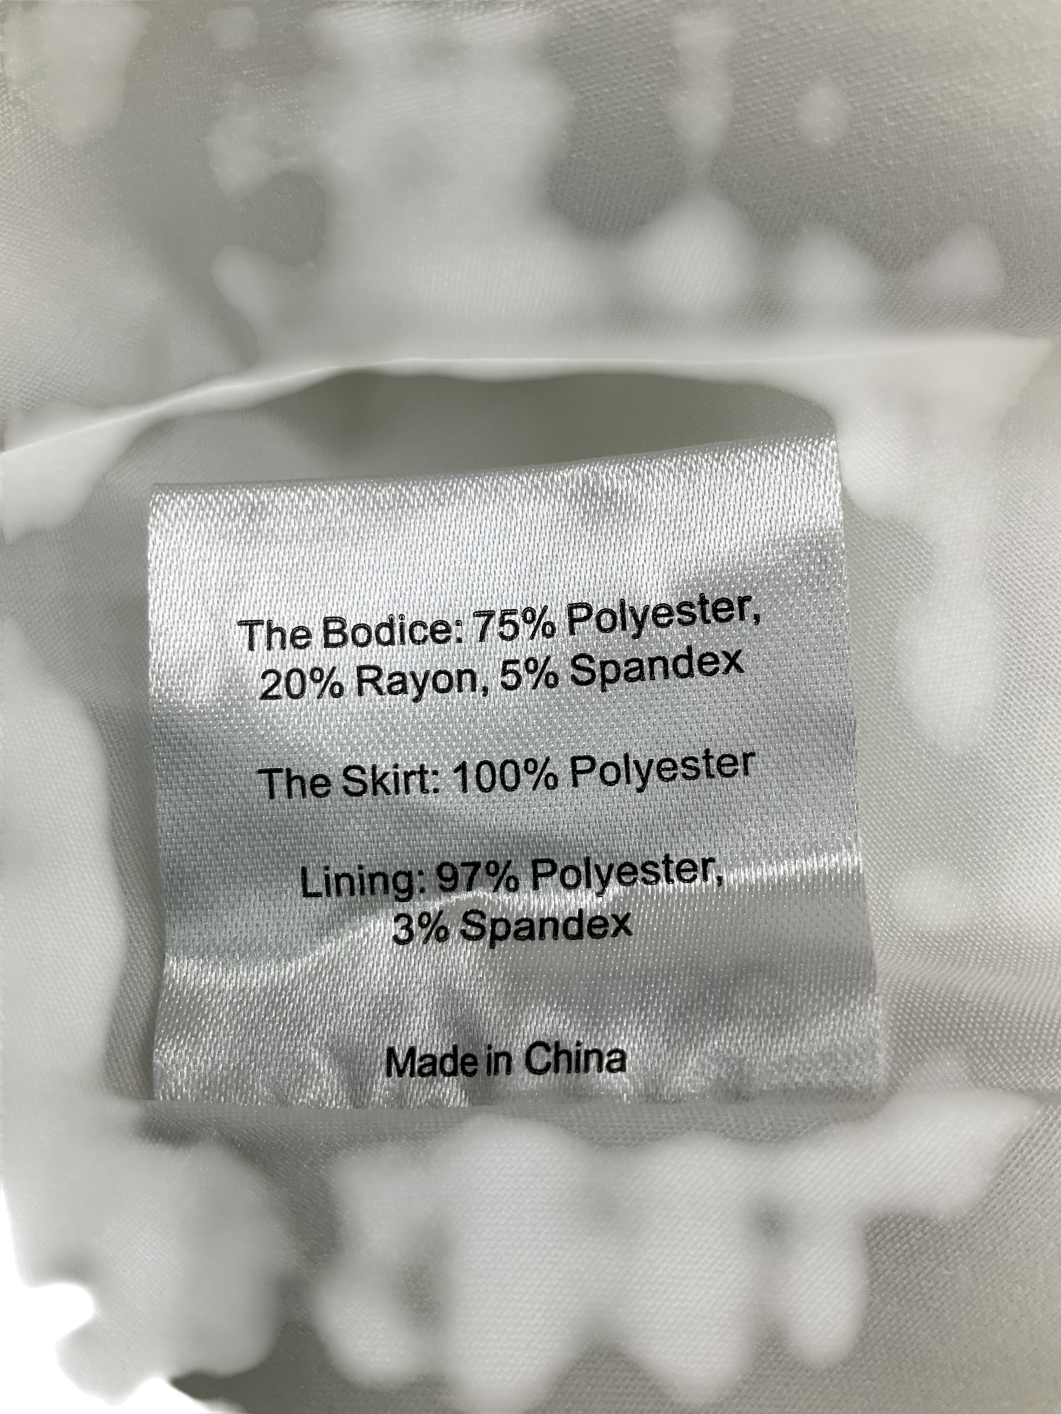 The Bodice: 75% Polyester,
20% Rayon, 5% Spandex
The Skirt: 100% Polyester
Lining: 97% Polyester,
3% Spandex
Made in China